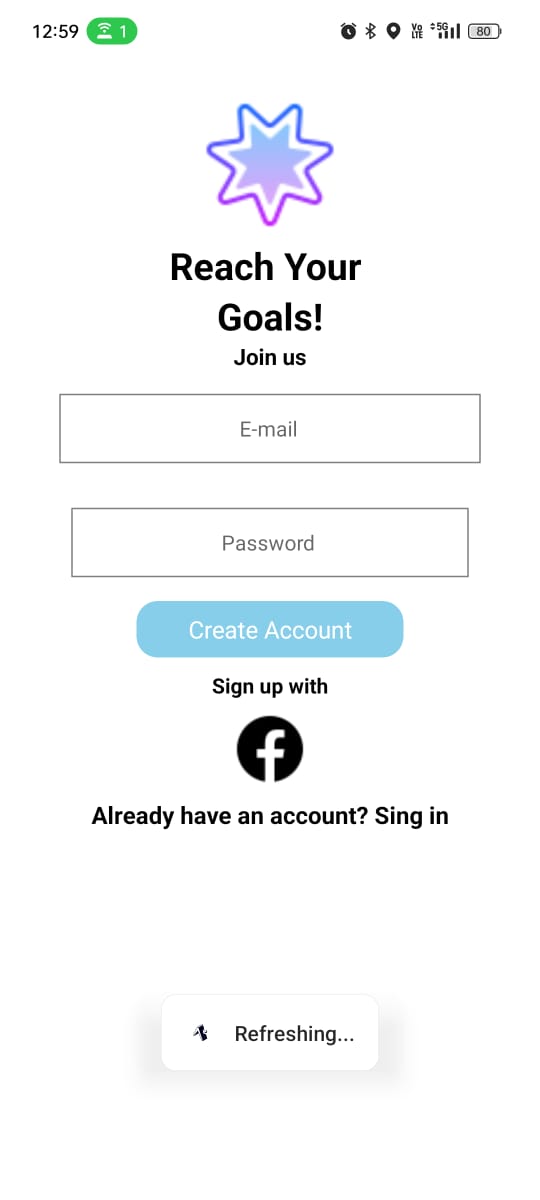 12:59 1 Vo LTE 5G 80
Reach Your
Goals!
Join us
E-mail
Password
Create Account
Sign up with
Already have an account? Sing in
Refreshing...